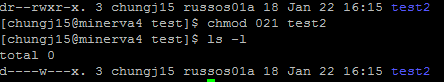 dr--rwxr-x. 3 chungj15 russos01a 18 Jan 22 16:15 test2
[chungj15@minerva4 test]$ chmod 021 test2
[chungj15@minerva4 test]$ ls -l
total 0
d----w---x. 3 chungj15 russos01a 18 Jan 22 16:15 test2